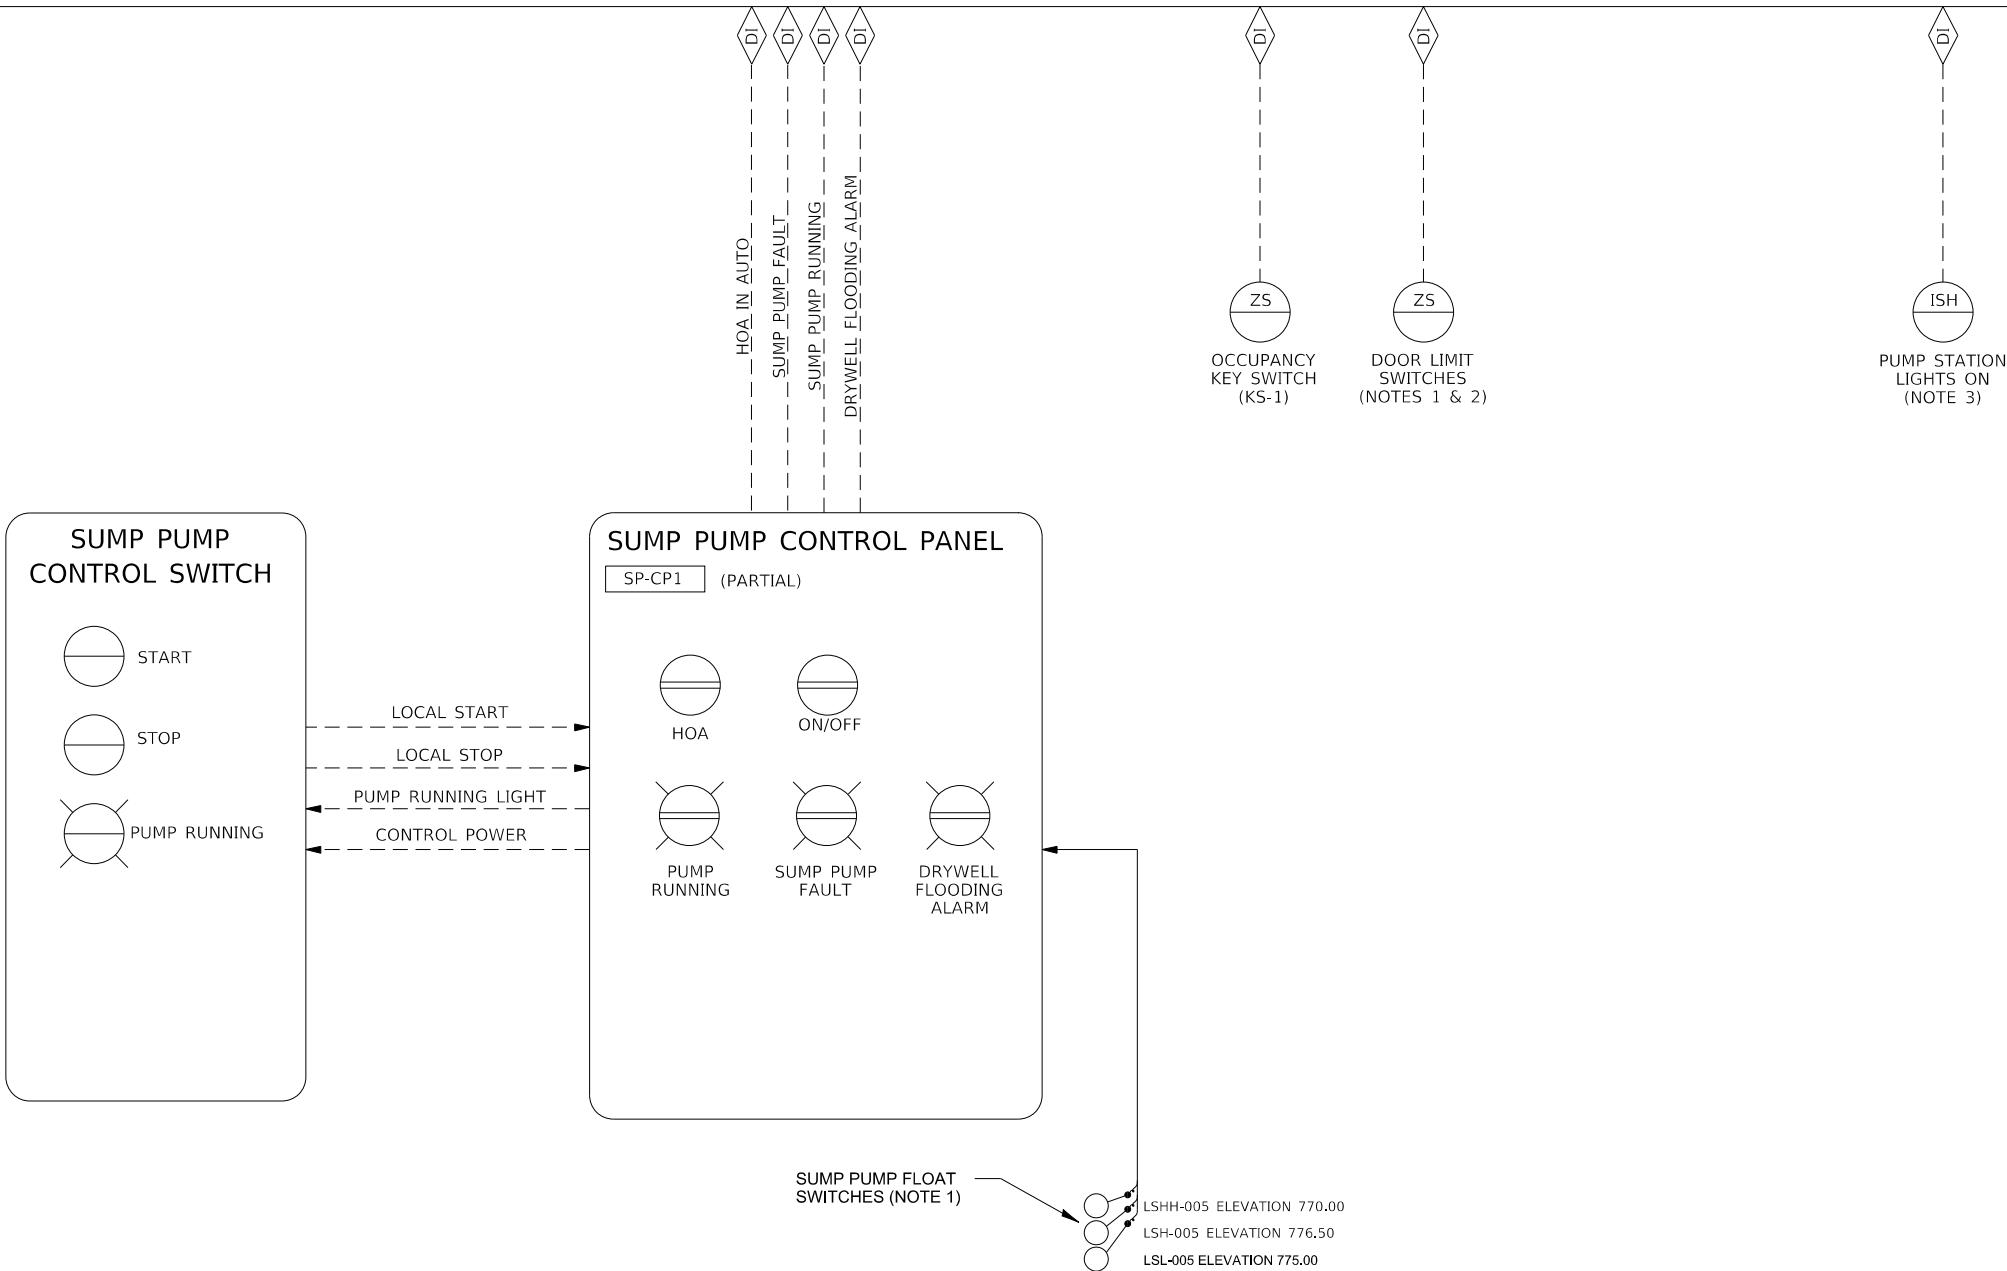 DI
DI
DI
DI
DI
DI
DI
HOA IN AUTO
SUMP PUMP FAULT
SUMP PUMP RUNNING
DRYWELL FLOODING ALARM
ZS
OCCUPANCY
KEY SWITCH
(KS-1)
ZS
DOOR LIMIT
SWITCHES
(NOTES 1 & 2)
ISH
PUMP STATION
LIGHTS ON
(NOTE 3)
SUMP PUMP
CONTROL SWITCH
START
STOP
PUMP RUNNING
LOCAL START
LOCAL STOP
PUMP RUNNING LIGHT
CONTROL POWER
SUMP PUMP CONTROL PANEL
SP-CP1
(PARTIAL)
HOA
ON/OFF
PUMP
RUNNING
SUMP PUMP
FAULT
DRYWELL
FLOODING
ALARM
SUMP PUMP FLOAT
SWITCHES (NOTE 1)
LSHH-005 ELEVATION 770.00
LSH-005 ELEVATION 776.50
LSL-005 ELEVATION 775.00